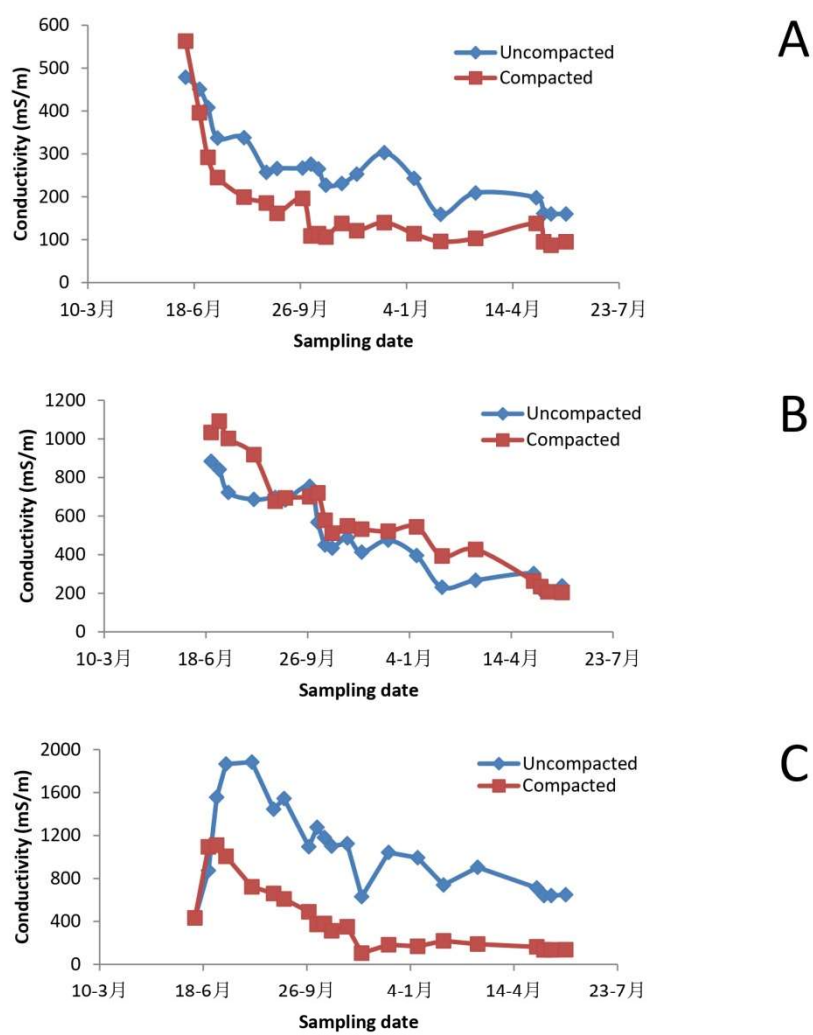 A
600
500
400
300
200
100
0
Conductivity (mS/m)
Uncompacted
Compacted
10-3月 18-6月 26-9月 4-1月 14-4月 23-7月
Sampling date
B
1200
1000
800
600
400
200
0
Conductivity (mS/m)
Uncompacted
Compacted
10-3月 18-6月 26-9月 4-1月 14-4月 23-7月
Sampling date
C
2000
1600
1200
800
400
0
Conductivity (mS/m)
Uncompacted
Compacted
10-3月 18-6月 26-9月 4-1月 14-4月 23-7月
Sampling date